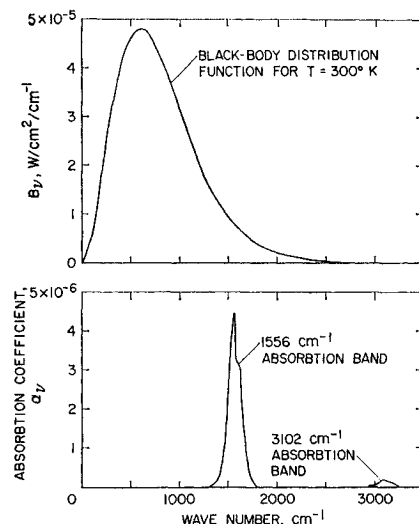 5×10⁻⁵
4
3
2
1
0
Bν, W/cm²/cm⁻¹
BLACK-BODY DISTRIBUTION
FUNCTION FOR T = 300° K
5×10⁻⁶
4
3
2
1
ABSORBTION COEFFICIENT,
αν
1556 cm⁻¹
ABSORBTION BAND
3102 cm⁻¹
ABSORBTION
BAND
0 1000 2000 3000
WAVE NUMBER, cm⁻¹